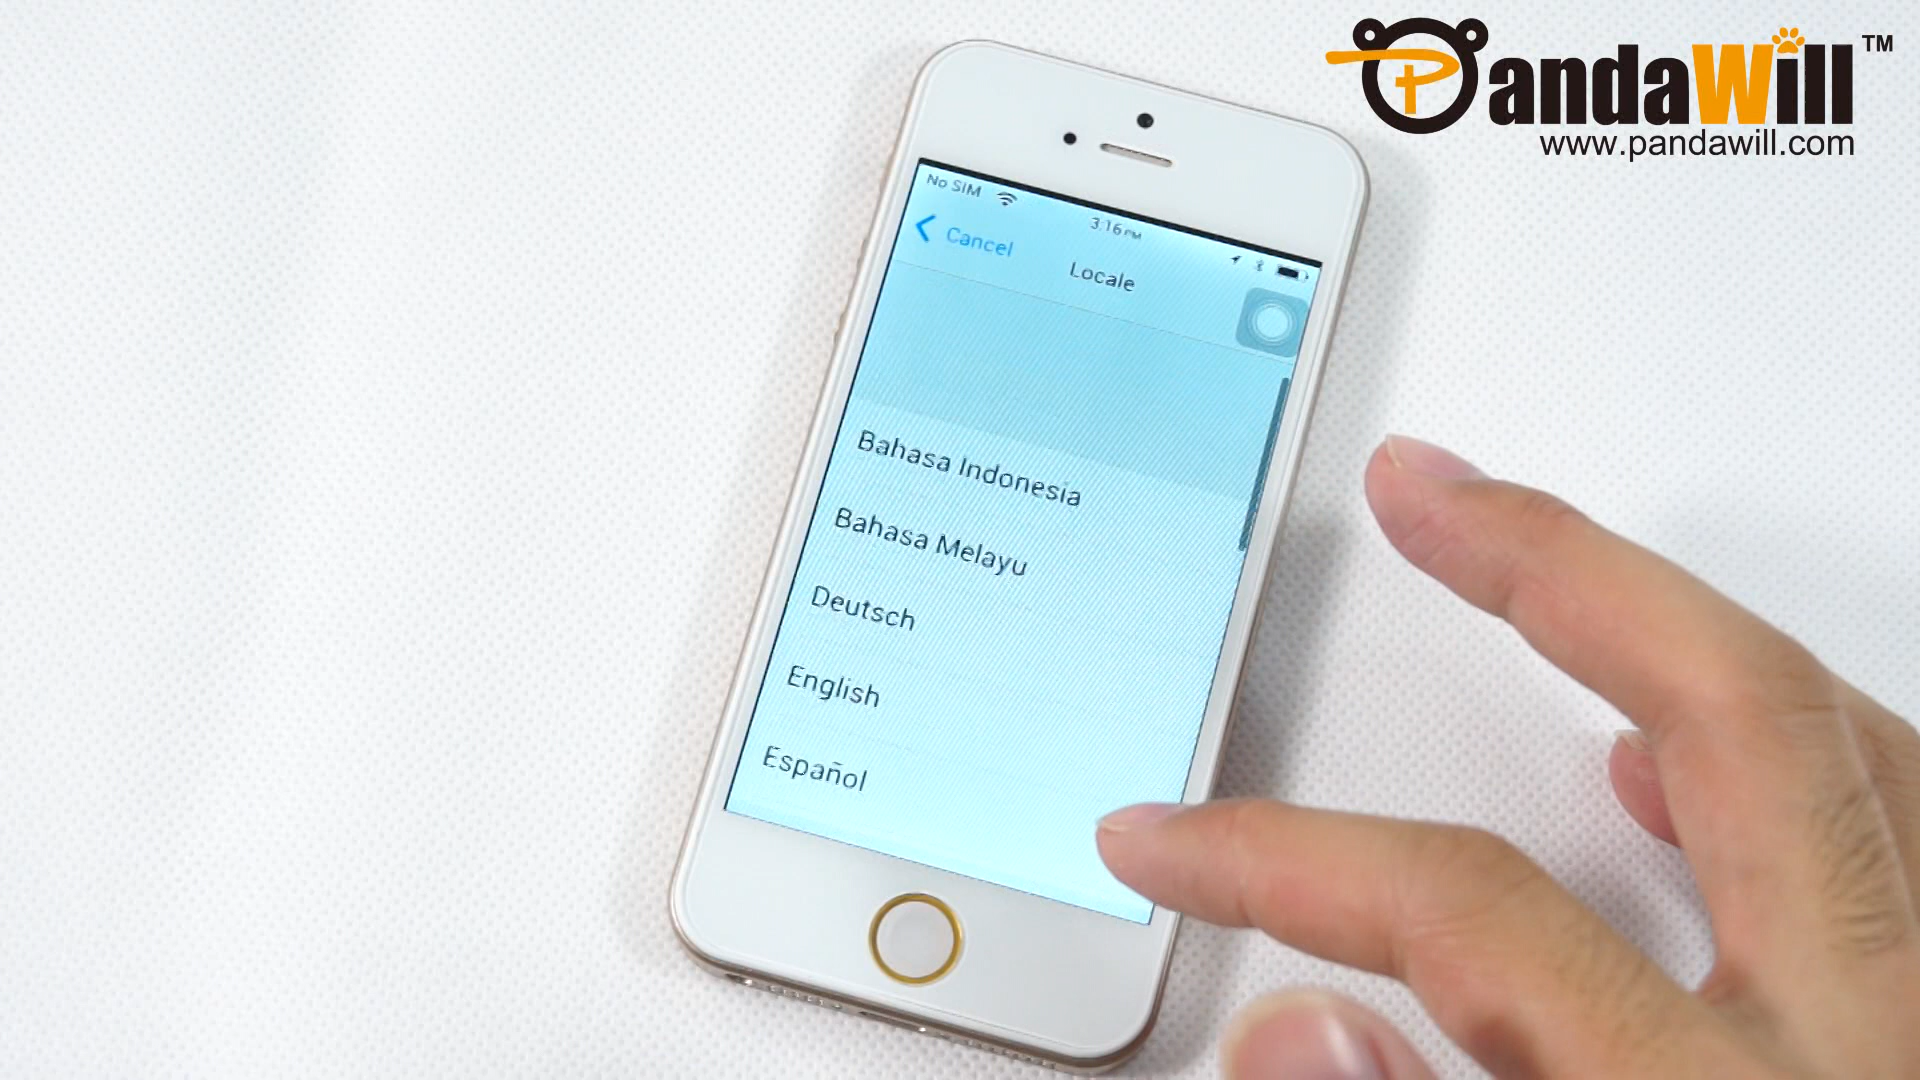 PandaWill™
www.pandawill.com
No SIM
3:16 PM
Cancel
Locale
Bahasa Indonesia
Bahasa Melayu
Deutsch
English
Español